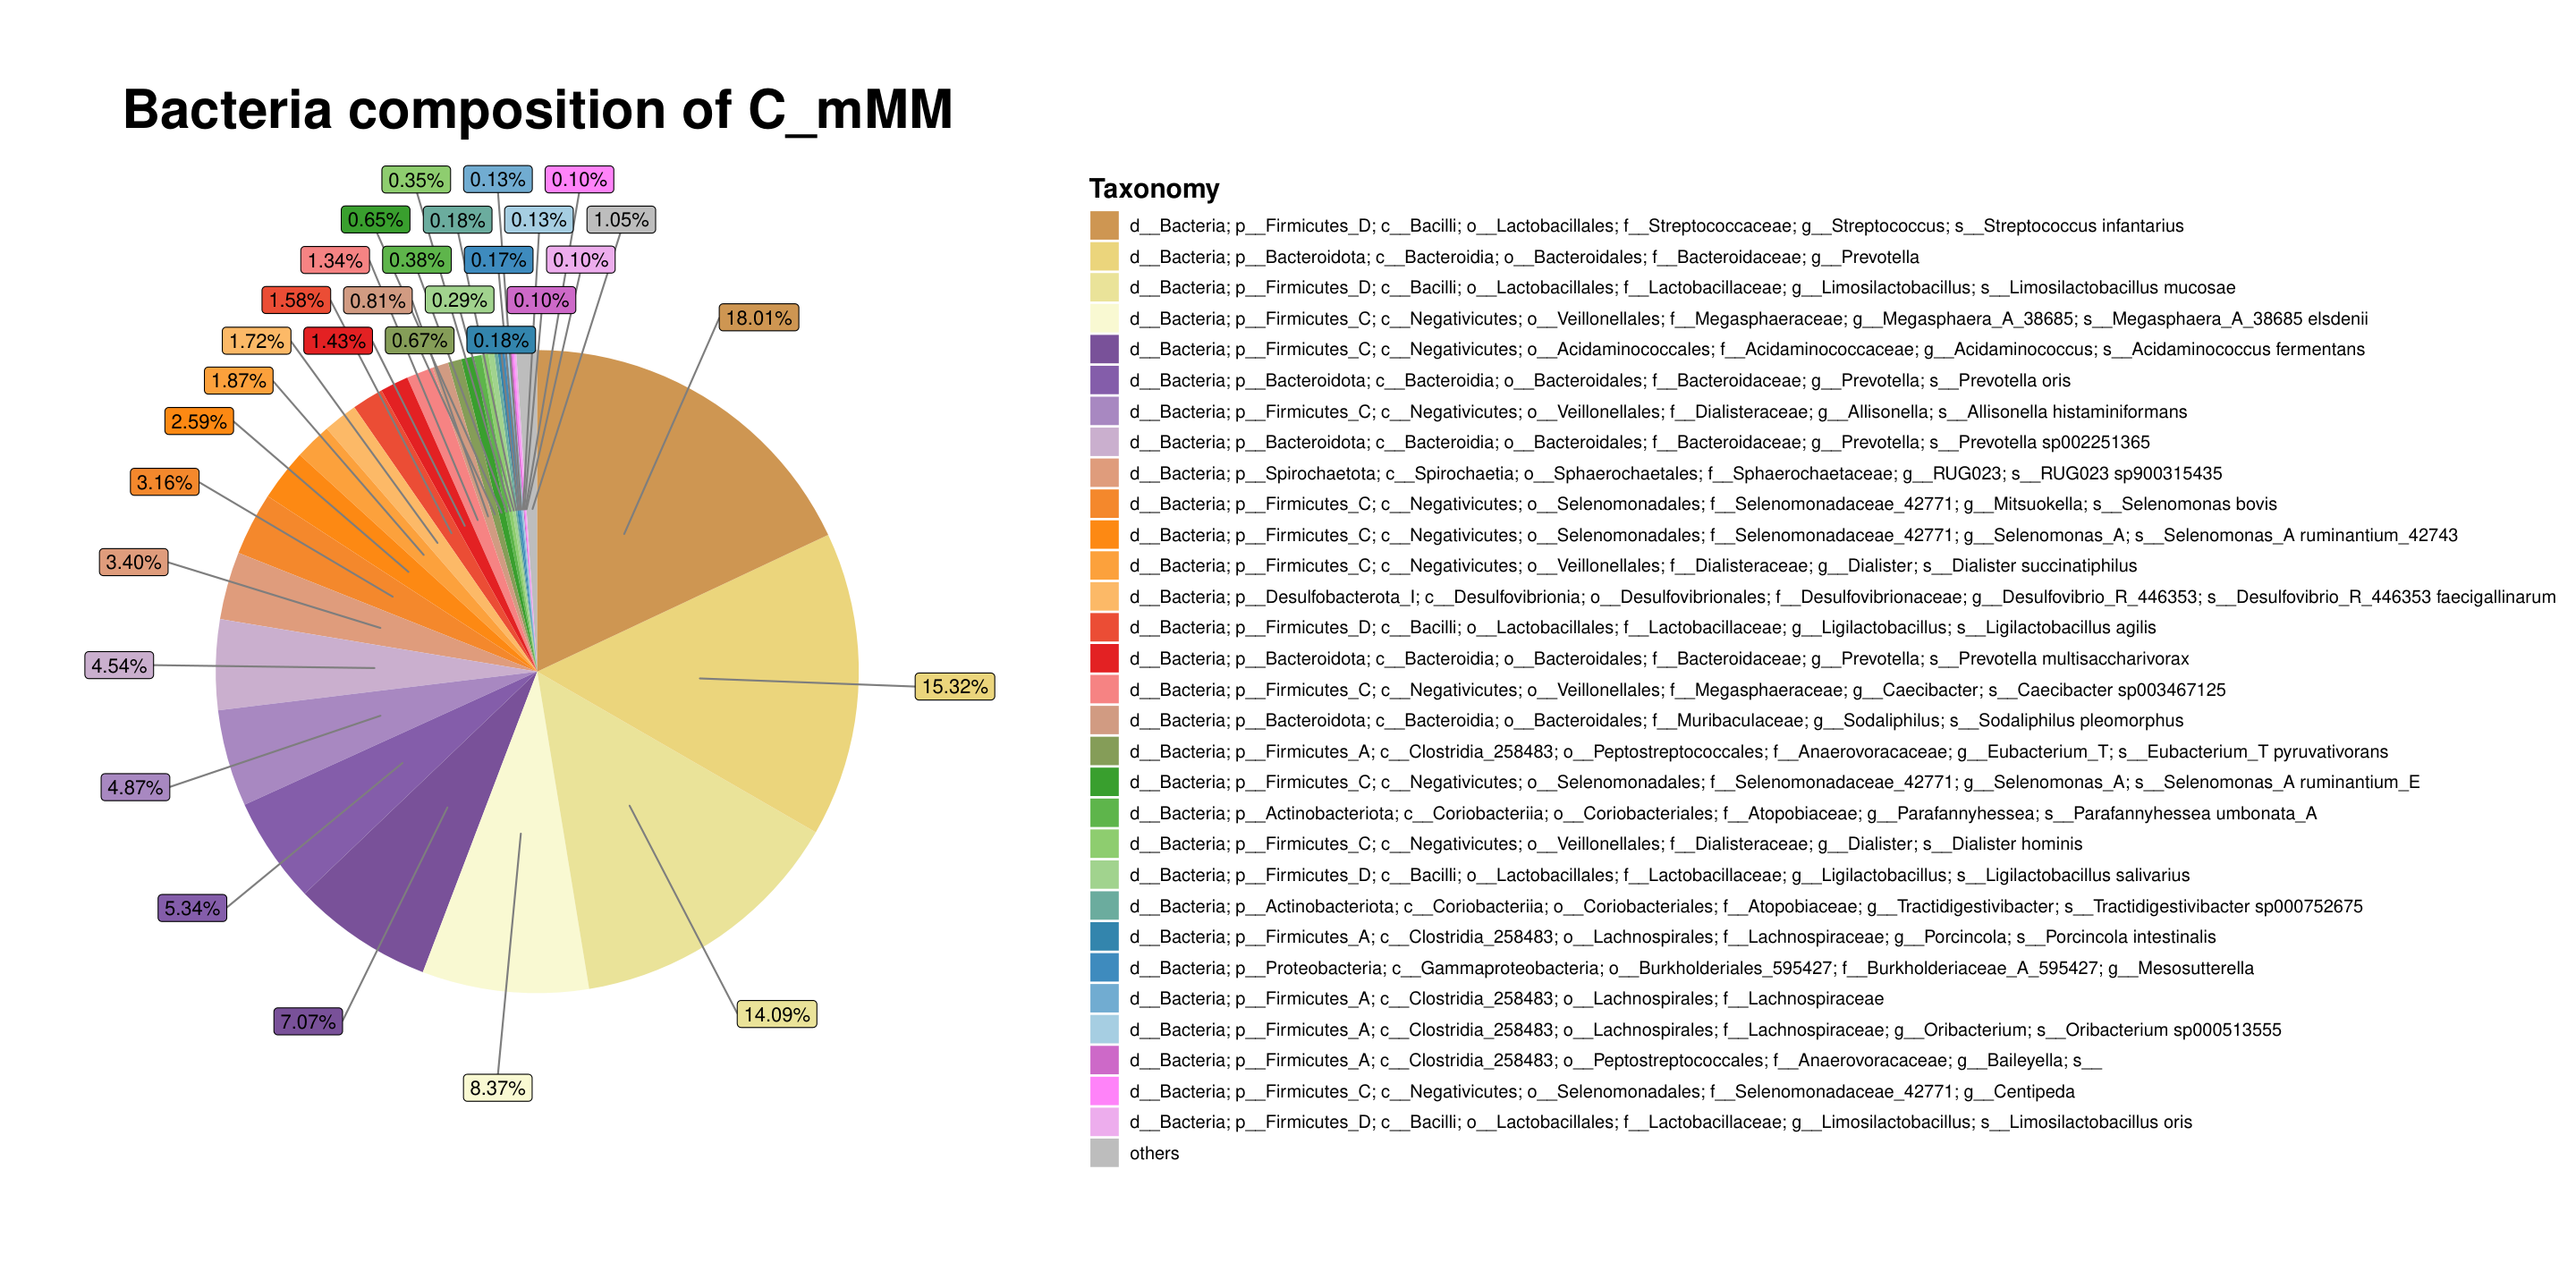 Bacteria composition of C_mMM
0.35%
0.13%
0.10%
0.65%
0.18%
0.13%
1.05%
1.34%
0.38%
0.17%
0.10%
1.58%
0.81%
0.29%
0.10%
18.01%
1.72%
1.43%
0.67%
0.18%
1.87%
2.59%
3.16%
3.40%
4.54%
15.32%
4.87%
5.34%
7.07%
14.09%
8.37%
Taxonomy
d__Bacteria; p__Firmicutes_D; c__Bacilli; o__Lactobacillales; f__Streptococcaceae; g__Streptococcus; s__Streptococcus infantarius
d__Bacteria; p__Bacteroidota; c__Bacteroidia; o__Bacteroidales; f__Bacteroidaceae; g__Prevotella
d__Bacteria; p__Firmicutes_D; c__Bacilli; o__Lactobacillales; f__Lactobacillaceae; g__Limosilactobacillus; s__Limosilactobacillus mucosae
d__Bacteria; p__Firmicutes_C; c__Negativicutes; o__Veillonellales; f__Megasphaeraceae; g__Megasphaera_A_38685; s__Megasphaera_A_38685 elsdenii
d__Bacteria; p__Firmicutes_C; c__Negativicutes; o__Acidaminococcales; f__Acidaminococcaceae; g__Acidaminococcus; s__Acidaminococcus fermentans
d__Bacteria; p__Bacteroidota; c__Bacteroidia; o__Bacteroidales; f__Bacteroidaceae; g__Prevotella; s__Prevotella oris
d__Bacteria; p__Firmicutes_C; c__Negativicutes; o__Veillonellales; f__Dialisteraceae; g__Allisonella; s__Allisonella histaminiformans
d__Bacteria; p__Bacteroidota; c__Bacteroidia; o__Bacteroidales; f__Bacteroidaceae; g__Prevotella; s__Prevotella sp002251365
d__Bacteria; p__Spirochaetota; c__Spirochaetia; o__Sphaerochaetales; f__Sphaerochaetaceae; g__RUG023; s__RUG023 sp900315435
d__Bacteria; p__Firmicutes_C; c__Negativicutes; o__Selenomonadales; f__Selenomonadaceae_42771; g__Mitsuokella; s__Selenomonas bovis
d__Bacteria; p__Firmicutes_C; c__Negativicutes; o__Selenomonadales; f__Selenomonadaceae_42771; g__Selenomonas_A; s__Selenomonas_A ruminantium_42743
d__Bacteria; p__Firmicutes_C; c__Negativicutes; o__Veillonellales; f__Dialisteraceae; g__Dialister; s__Dialister succinatiphilus
d__Bacteria; p__Desulfobacterota_I; c__Desulfovibrionia; o__Desulfovibrionales; f__Desulfovibrionaceae; g__Desulfovibrio_R_446353; s__Desulfovibrio_R_446353 faecigallinarum
d__Bacteria; p__Firmicutes_D; c__Bacilli; o__Lactobacillales; f__Lactobacillaceae; g__Ligilactobacillus; s__Ligilactobacillus agilis
d__Bacteria; p__Bacteroidota; c__Bacteroidia; o__Bacteroidales; f__Bacteroidaceae; g__Prevotella; s__Prevotella multisaccharivorax
d__Bacteria; p__Firmicutes_C; c__Negativicutes; o__Veillonellales; f__Megasphaeraceae; g__Caecibacter; s__Caecibacter sp003467125
d__Bacteria; p__Bacteroidota; c__Bacteroidia; o__Bacteroidales; f__Muribaculaceae; g__Sodaliphilus; s__Sodaliphilus pleomorphus
d__Bacteria; p__Firmicutes_A; c__Clostridia_258483; o__Peptostreptococcales; f__Anaerovoracaceae; g__Eubacterium_T; s__Eubacterium_T pyruvativorans
d__Bacteria; p__Firmicutes_C; c__Negativicutes; o__Selenomonadales; f__Selenomonadaceae_42771; g__Selenomonas_A; s__Selenomonas_A ruminantium_E
d__Bacteria; p__Actinobacteriota; c__Coriobacteriia; o__Coriobacteriales; f__Atopobiaceae; g__Parafannyhessea; s__Parafannyhessea umbonata_A
d__Bacteria; p__Firmicutes_C; c__Negativicutes; o__Veillonellales; f__Dialisteraceae; g__Dialister; s__Dialister hominis
d__Bacteria; p__Firmicutes_D; c__Bacilli; o__Lactobacillales; f__Lactobacillaceae; g__Ligilactobacillus; s__Ligilactobacillus salivarius
d__Bacteria; p__Actinobacteriota; c__Coriobacteriia; o__Coriobacteriales; f__Atopobiaceae; g__Tractidigestivibacter; s__Tractidigestivibacter sp000752675
d__Bacteria; p__Firmicutes_A; c__Clostridia_258483; o__Lachnospirales; f__Lachnospiraceae; g__Porcincola; s__Porcincola intestinalis
d__Bacteria; p__Proteobacteria; c__Gammaproteobacteria; o__Burkholderiales_595427; f__Burkholderiaceae_A_595427; g__Mesosutterella
d__Bacteria; p__Firmicutes_A; c__Clostridia_258483; o__Lachnospirales; f__Lachnospiraceae
d__Bacteria; p__Firmicutes_A; c__Clostridia_258483; o__Lachnospirales; f__Lachnospiraceae; g__Oribacterium; s__Oribacterium sp000513555
d__Bacteria; p__Firmicutes_A; c__Clostridia_258483; o__Peptostreptococcales; f__Anaerovoracaceae; g__Baileyella; s__
d__Bacteria; p__Firmicutes_C; c__Negativicutes; o__Selenomonadales; f__Selenomonadaceae_42771; g__Centipeda
d__Bacteria; p__Firmicutes_D; c__Bacilli; o__Lactobacillales; f__Lactobacillaceae; g__Limosilactobacillus; s__Limosilactobacillus oris
others